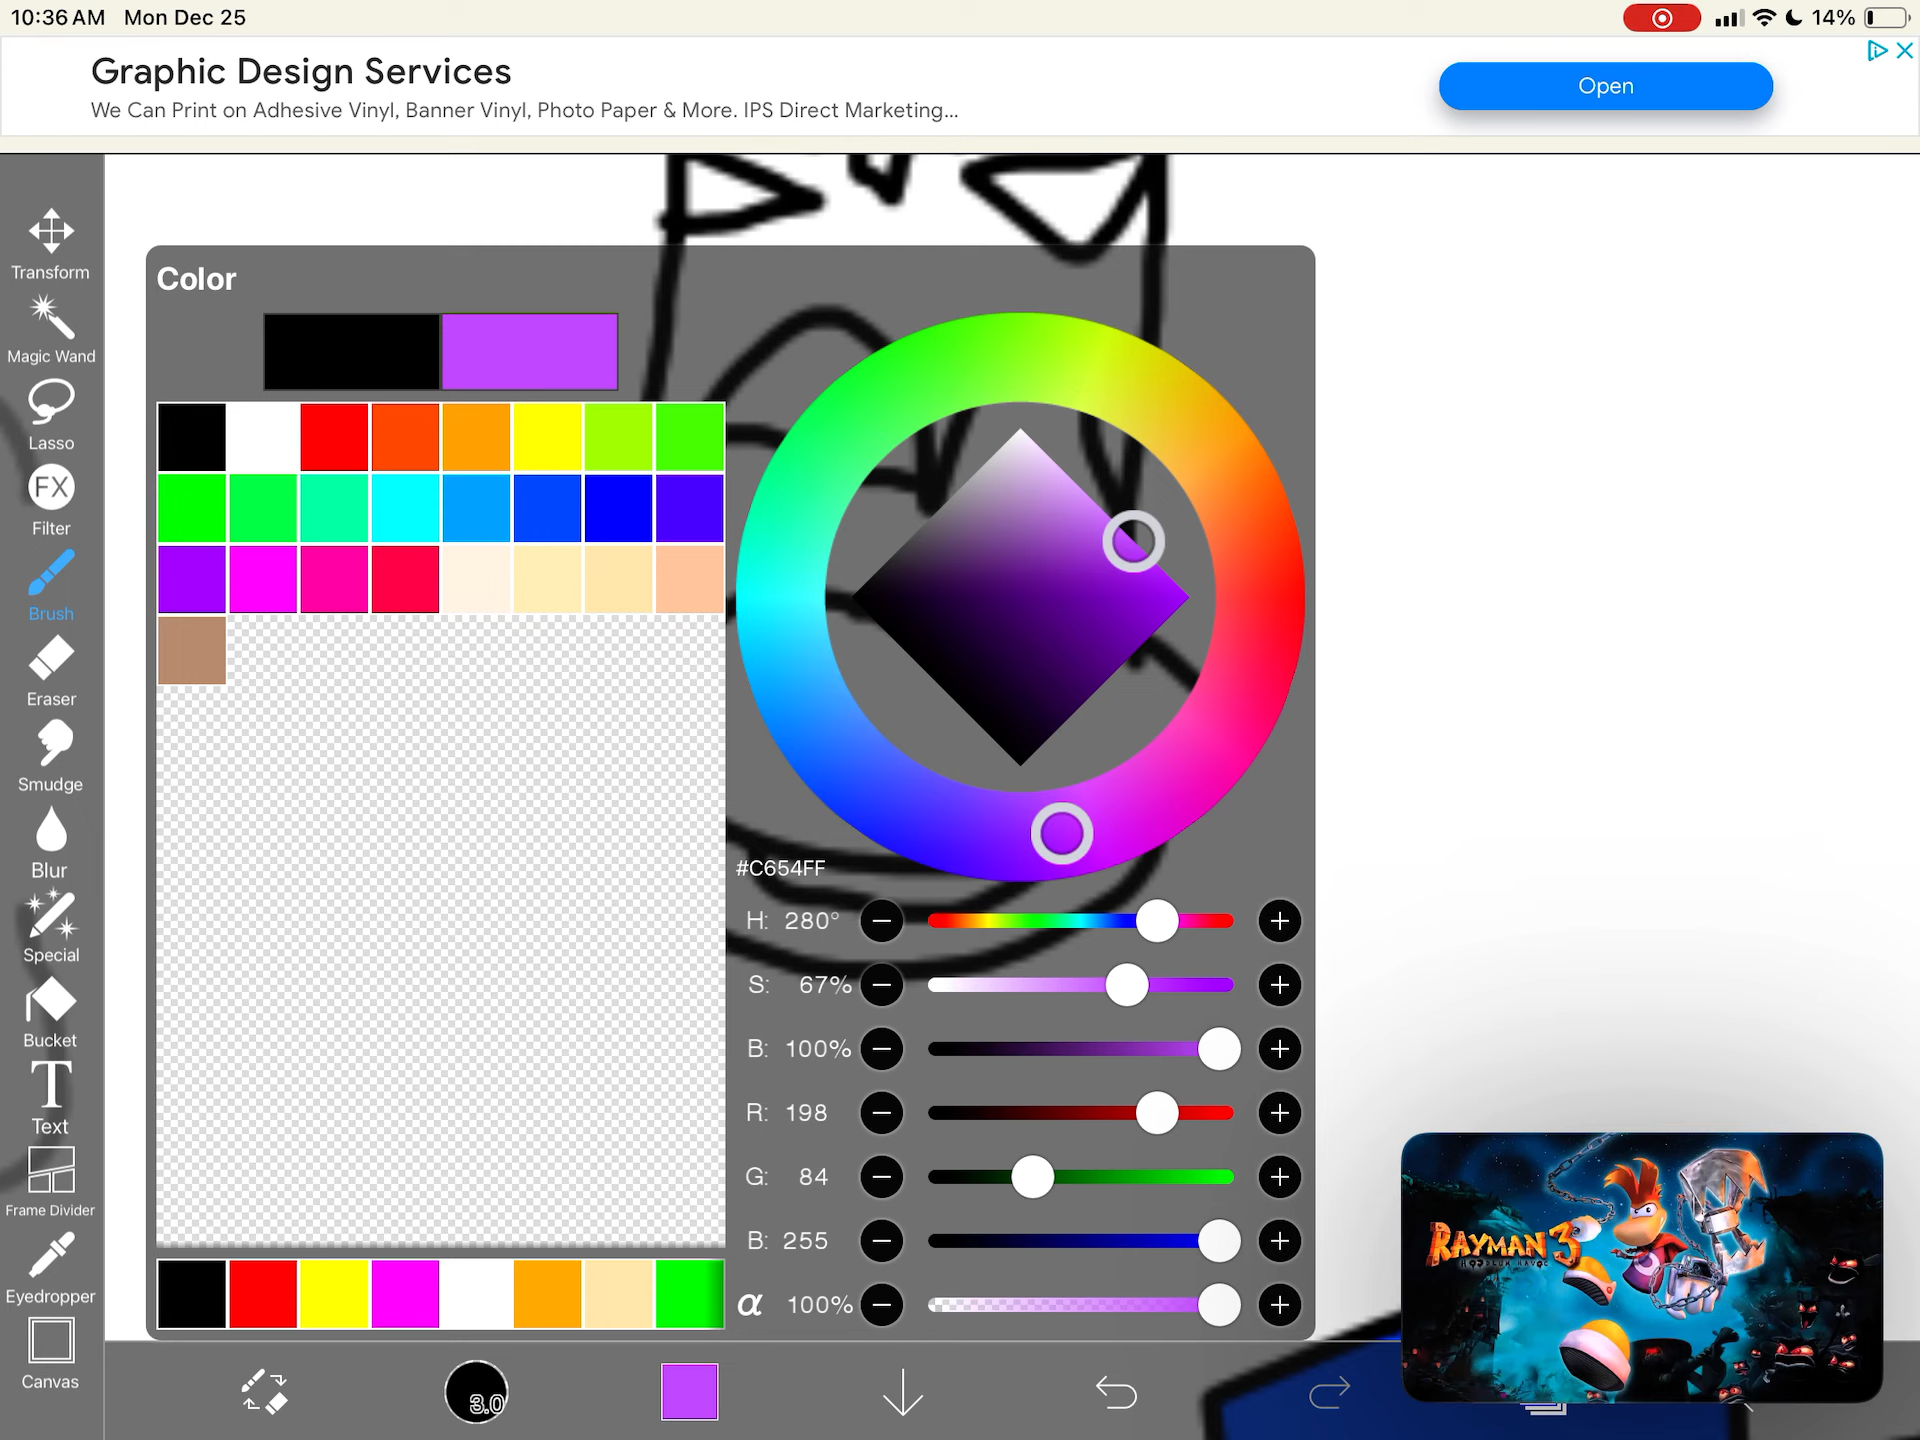 10:36 AM Mon Dec 25
14%
Graphic Design Services
We Can Print on Adhesive Vinyl, Banner Vinyl, Photo Paper & More. IPS Direct Marketing...
Open
Transform
Magic Wand
Lasso
FX
Filter
Brush
Eraser
Smudge
Blur
Special
Bucket
T
Text
Frame Divider
Eyedropper
Canvas
Color
#C654FF
H: 280°
S: 67%
B: 100%
R: 198
G: 84
B: 255
α 100%
3.0
RAYMAN 3
HOODLUM HAVOC